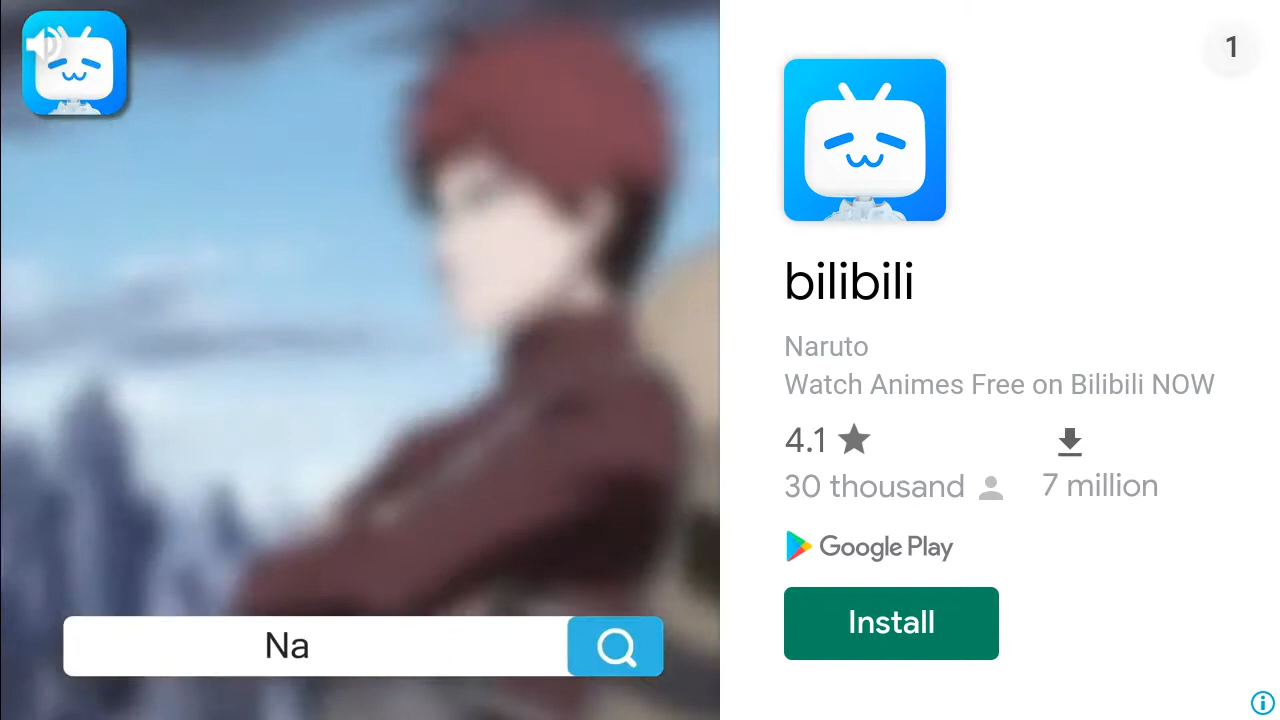 Na
1
bilibili
Naruto
Watch Animes Free on Bilibili NOW
4.1
30 thousand
7 million
Google Play
Install